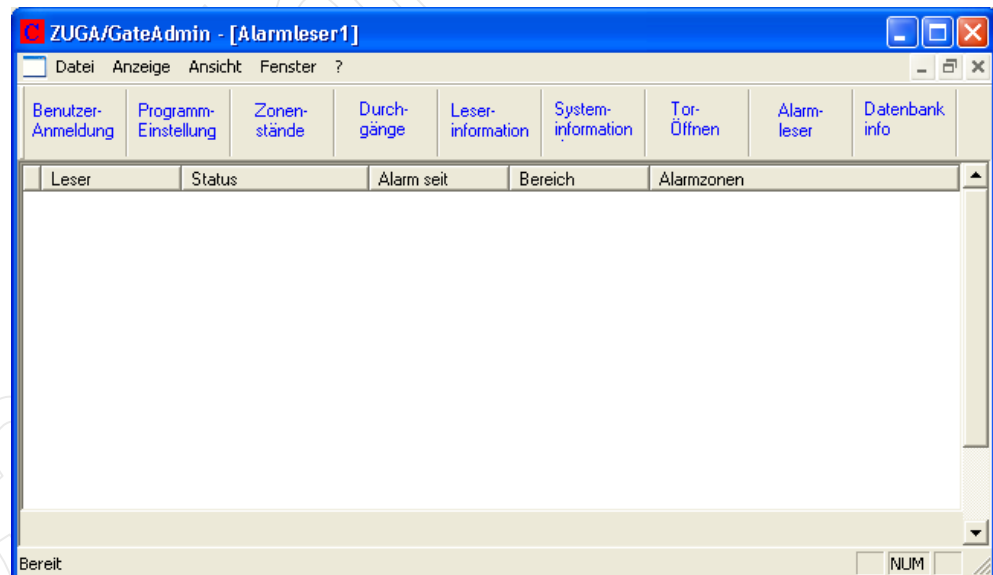 C ZUGA/GateAdmin - [Alarmleser1]
Datei Anzeige Ansicht Fenster ?
Benutzer-
Anmeldung
Programm-
Einstellung
Zonen-
stände
Durch-
gänge
Leser-
information
System-
information
Tor-
Öffnen
Alarm-
leser
Datenbank
info
Leser Status Alarm seit Bereich Alarmzonen
Bereit NUM